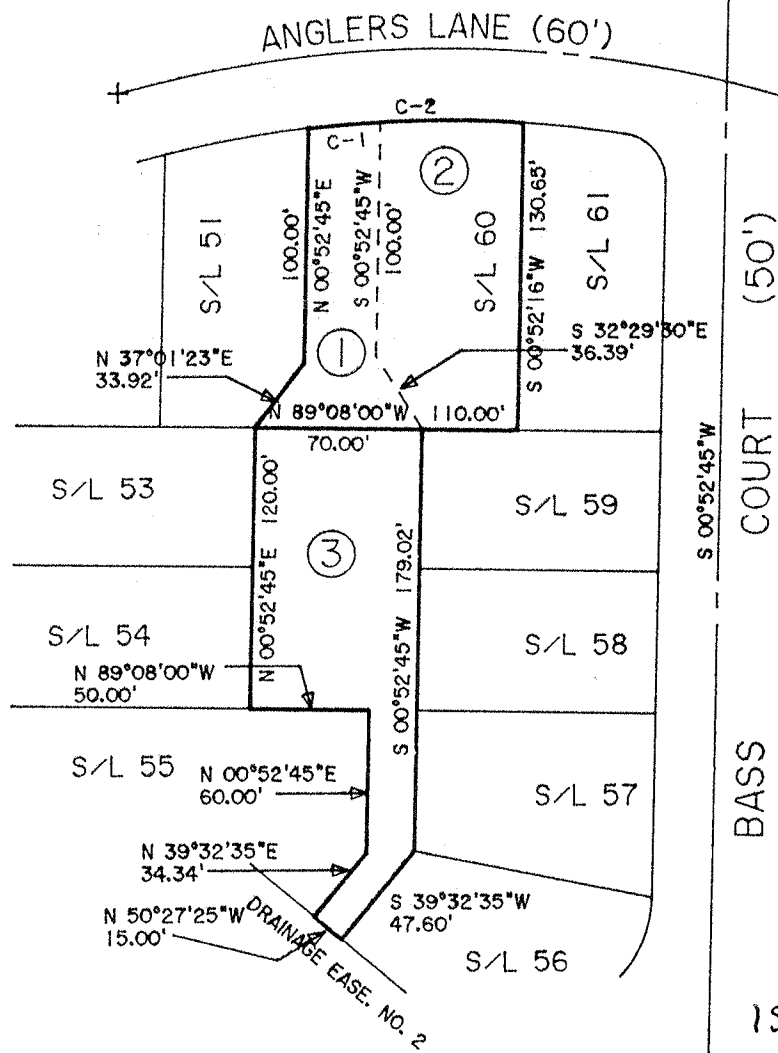 ANGLERS LANE (60')
C-2
C-1
2
S/L 51
100.00'
N 00°52'45"E
S 00°52'45"W
100.00'
S/L 60
S 00°52'16"W 130.65'
S/L 61
(50')
N 37°01'23"E
33.92'
1
S 32°29'30"E
36.39'
N 89°08'00"W 110.00'
70.00'
S/L 53
N 00°52'45"E 120.00'
3
S 00°52'45"W 179.02'
S/L 59
S 00°52'45"W
COURT
S/L 54
N 89°08'00"W
50.00'
S/L 58
S/L 55
N 00°52'45"E
60.00'
S/L 57
BASS
N 39°32'35"E
34.34'
N 50°27'25"W
15.00'
DRAINAGE EASE. NO. 2
S 39°32'35"W
47.60'
S/L 56